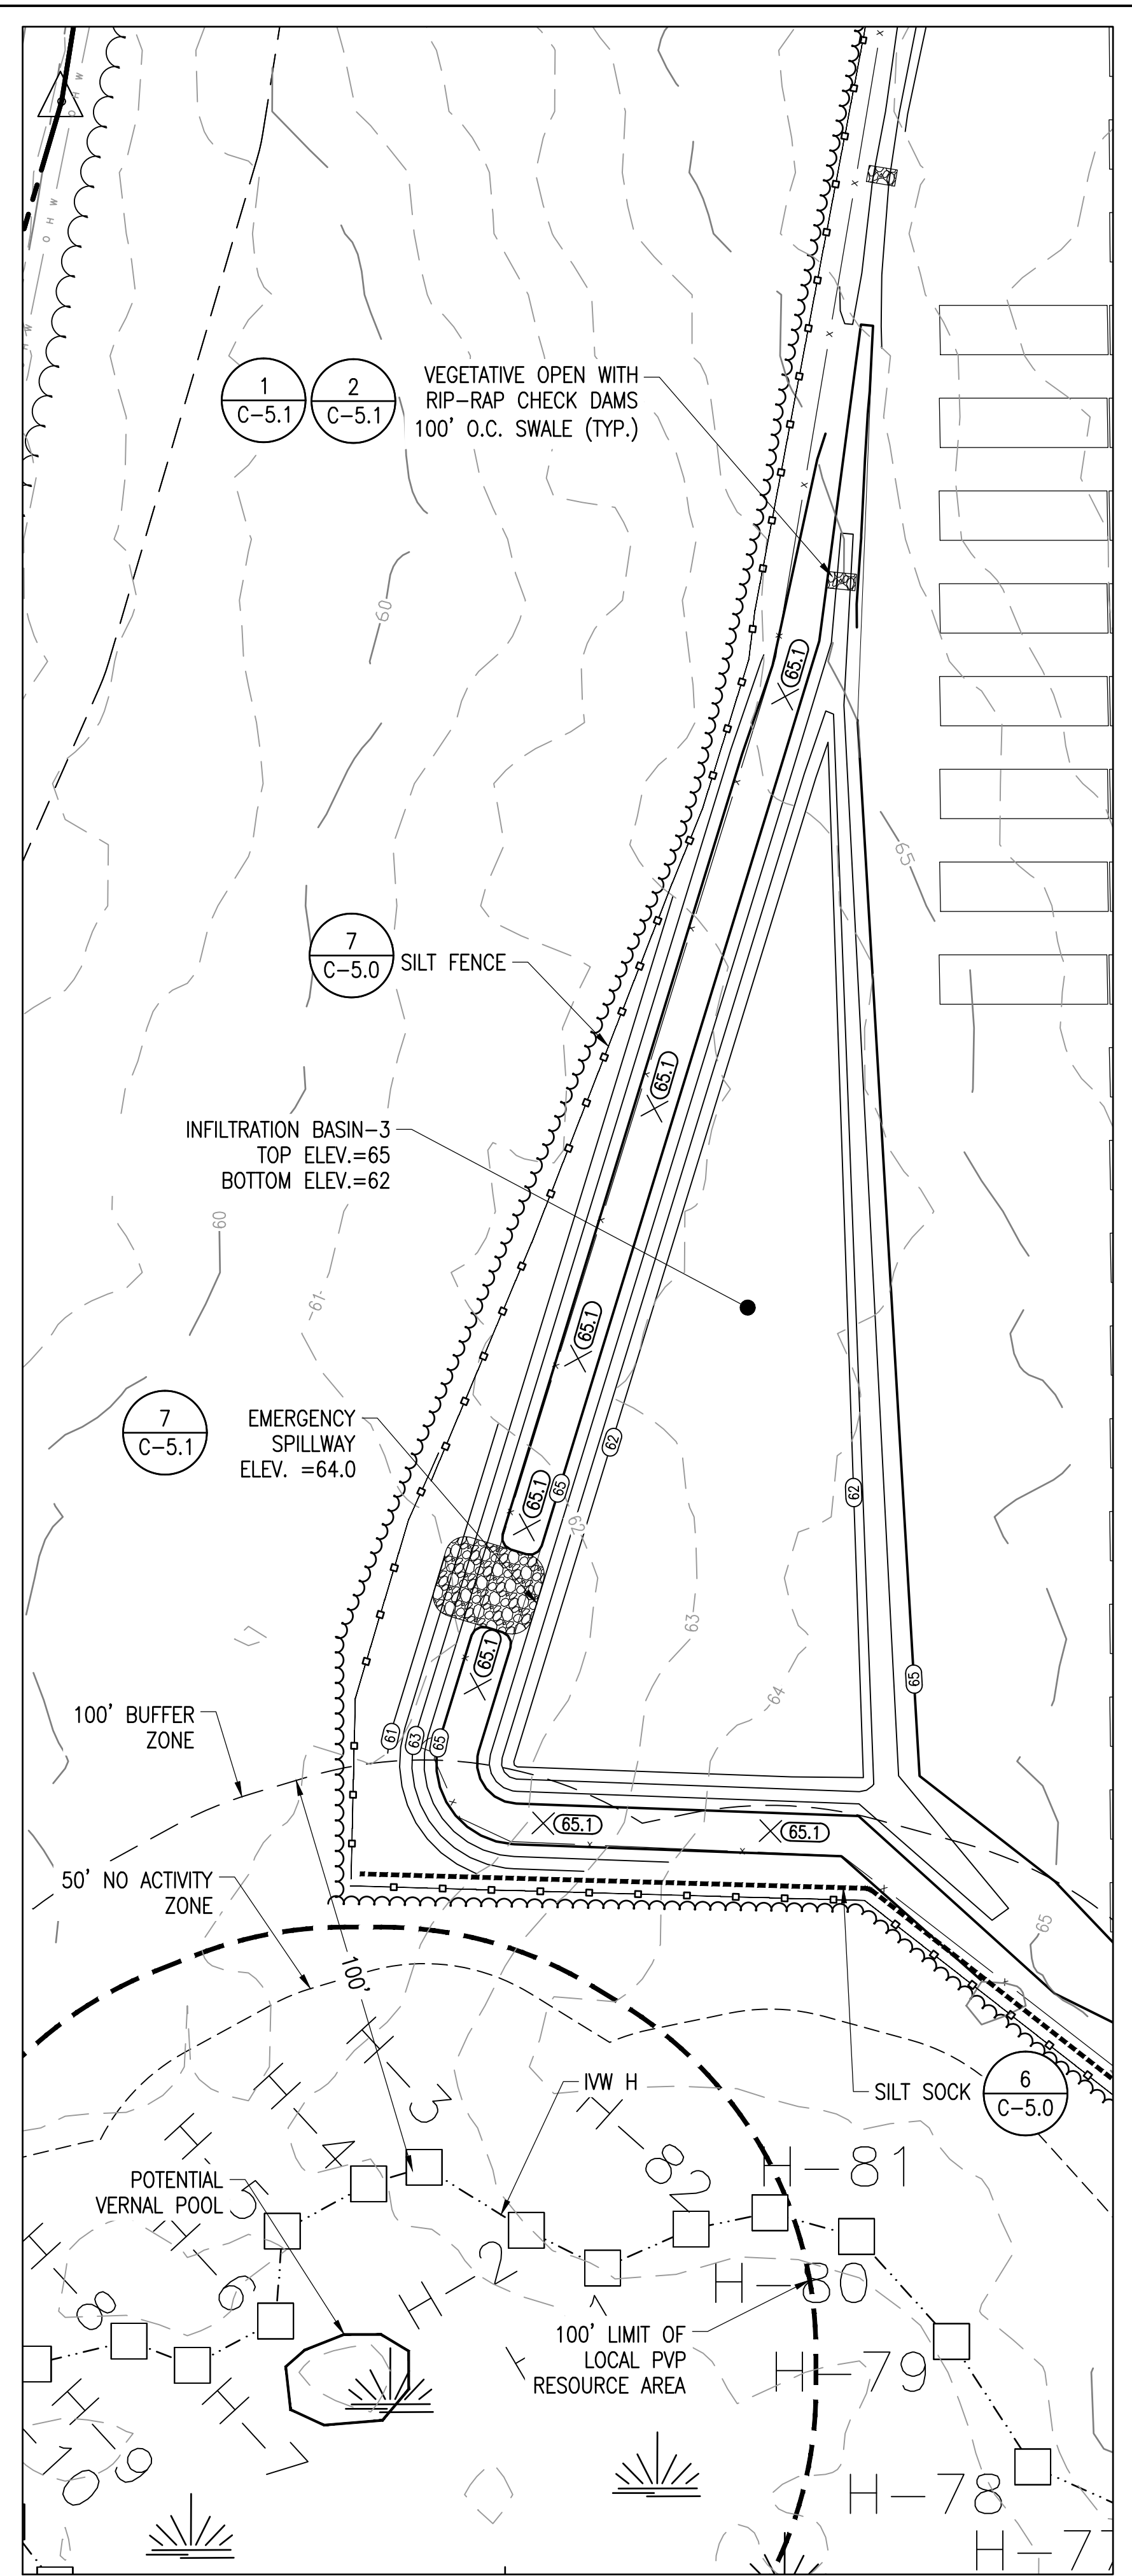 OHW
OHW
1
C-5.1
2
C-5.1
VEGETATIVE OPEN WITH
RIP-RAP CHECK DAMS
100' O.C. SWALE (TYP.)
60
65.1
65
7
C-5.0
SILT FENCE
65.1
INFILTRATION BASIN-3
TOP ELEV.=65
BOTTOM ELEV.=62
60
61
65.1
7
C-5.1
EMERGENCY
SPILLWAY
ELEV. =64.0
62
65.1
65
62
62
63
65.1
64
65
100' BUFFER
ZONE
61
63
65
65.1
65.1
50' NO ACTIVITY
ZONE
65
100'
IVW H
SILT SOCK
6
C-5.0
H-3
H-4
H-82
H-81
POTENTIAL
VERNAL POOL
H-5
H-6
H-2
H-80
H-8
100' LIMIT OF
LOCAL PVP
RESOURCE AREA
H-79
H-7
H-9
H-78